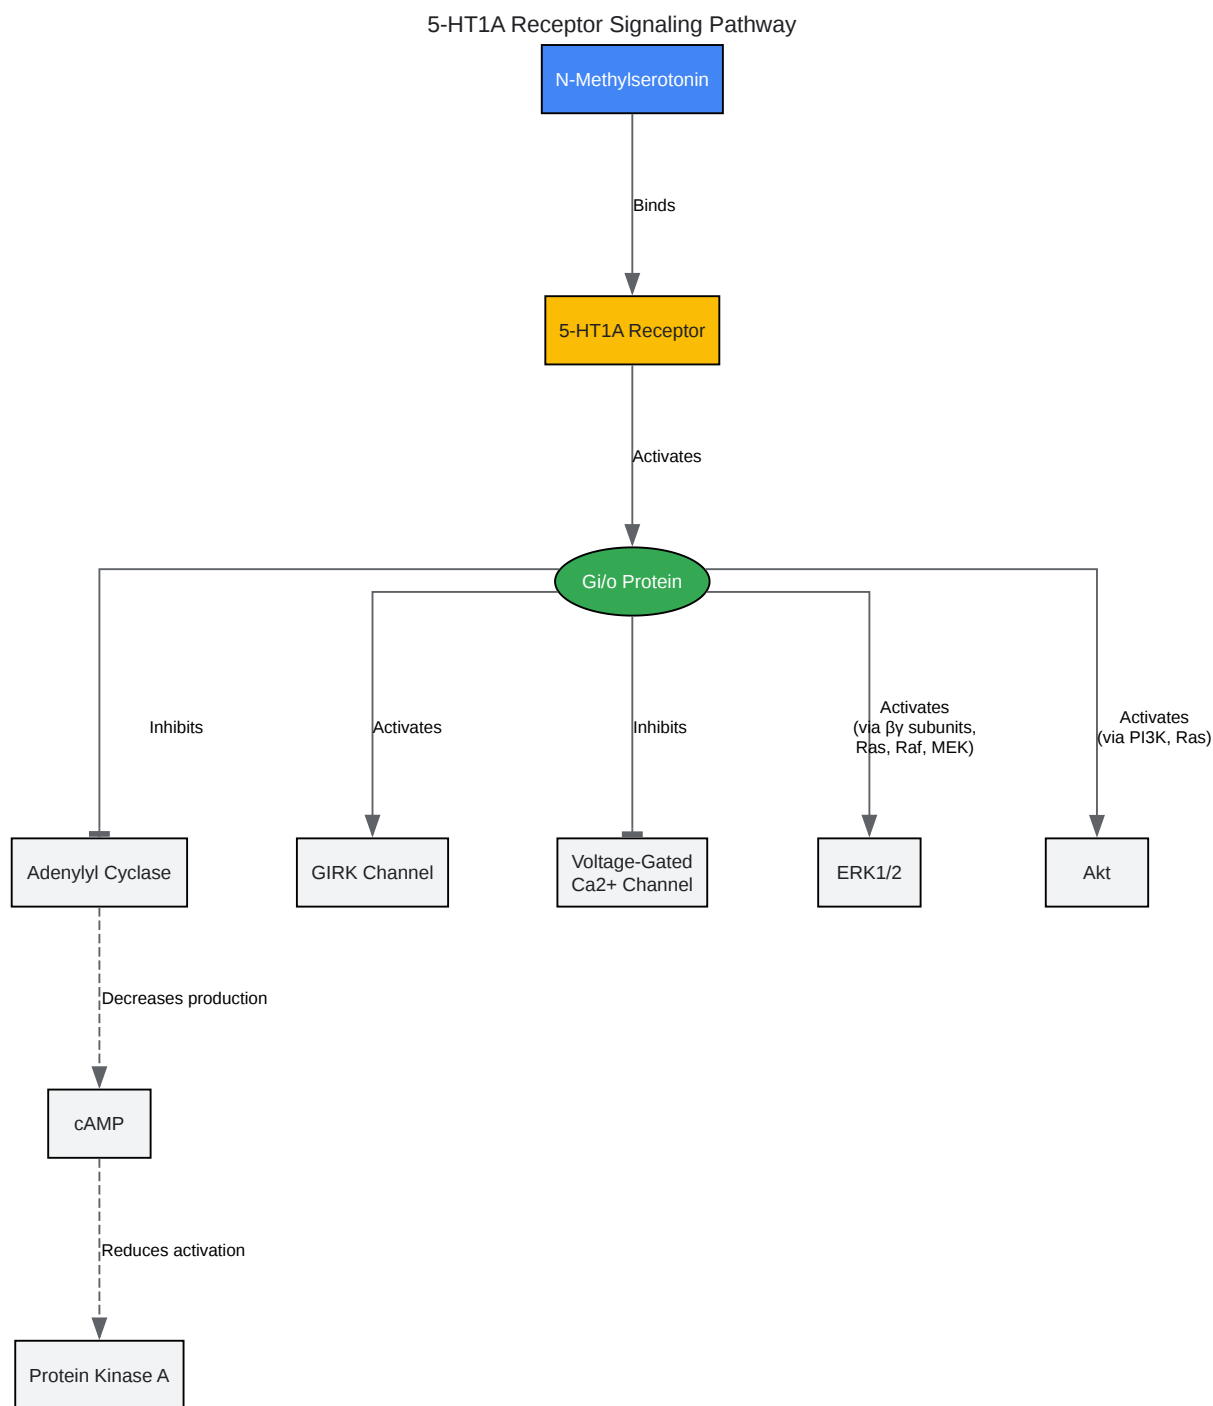 5-HT1A Receptor Signaling Pathway
N-Methylserotonin
Binds
5-HT1A Receptor
Activates
Gi/o Protein
Inhibits
Activates
Inhibits
Activates
(via βγ subunits,
Ras, Raf, MEK)
Activates
(via PI3K, Ras)
Adenylyl Cyclase
GIRK Channel
Voltage-Gated
Ca2+ Channel
ERK1/2
Akt
Decreases production
cAMP
Reduces activation
Protein Kinase A